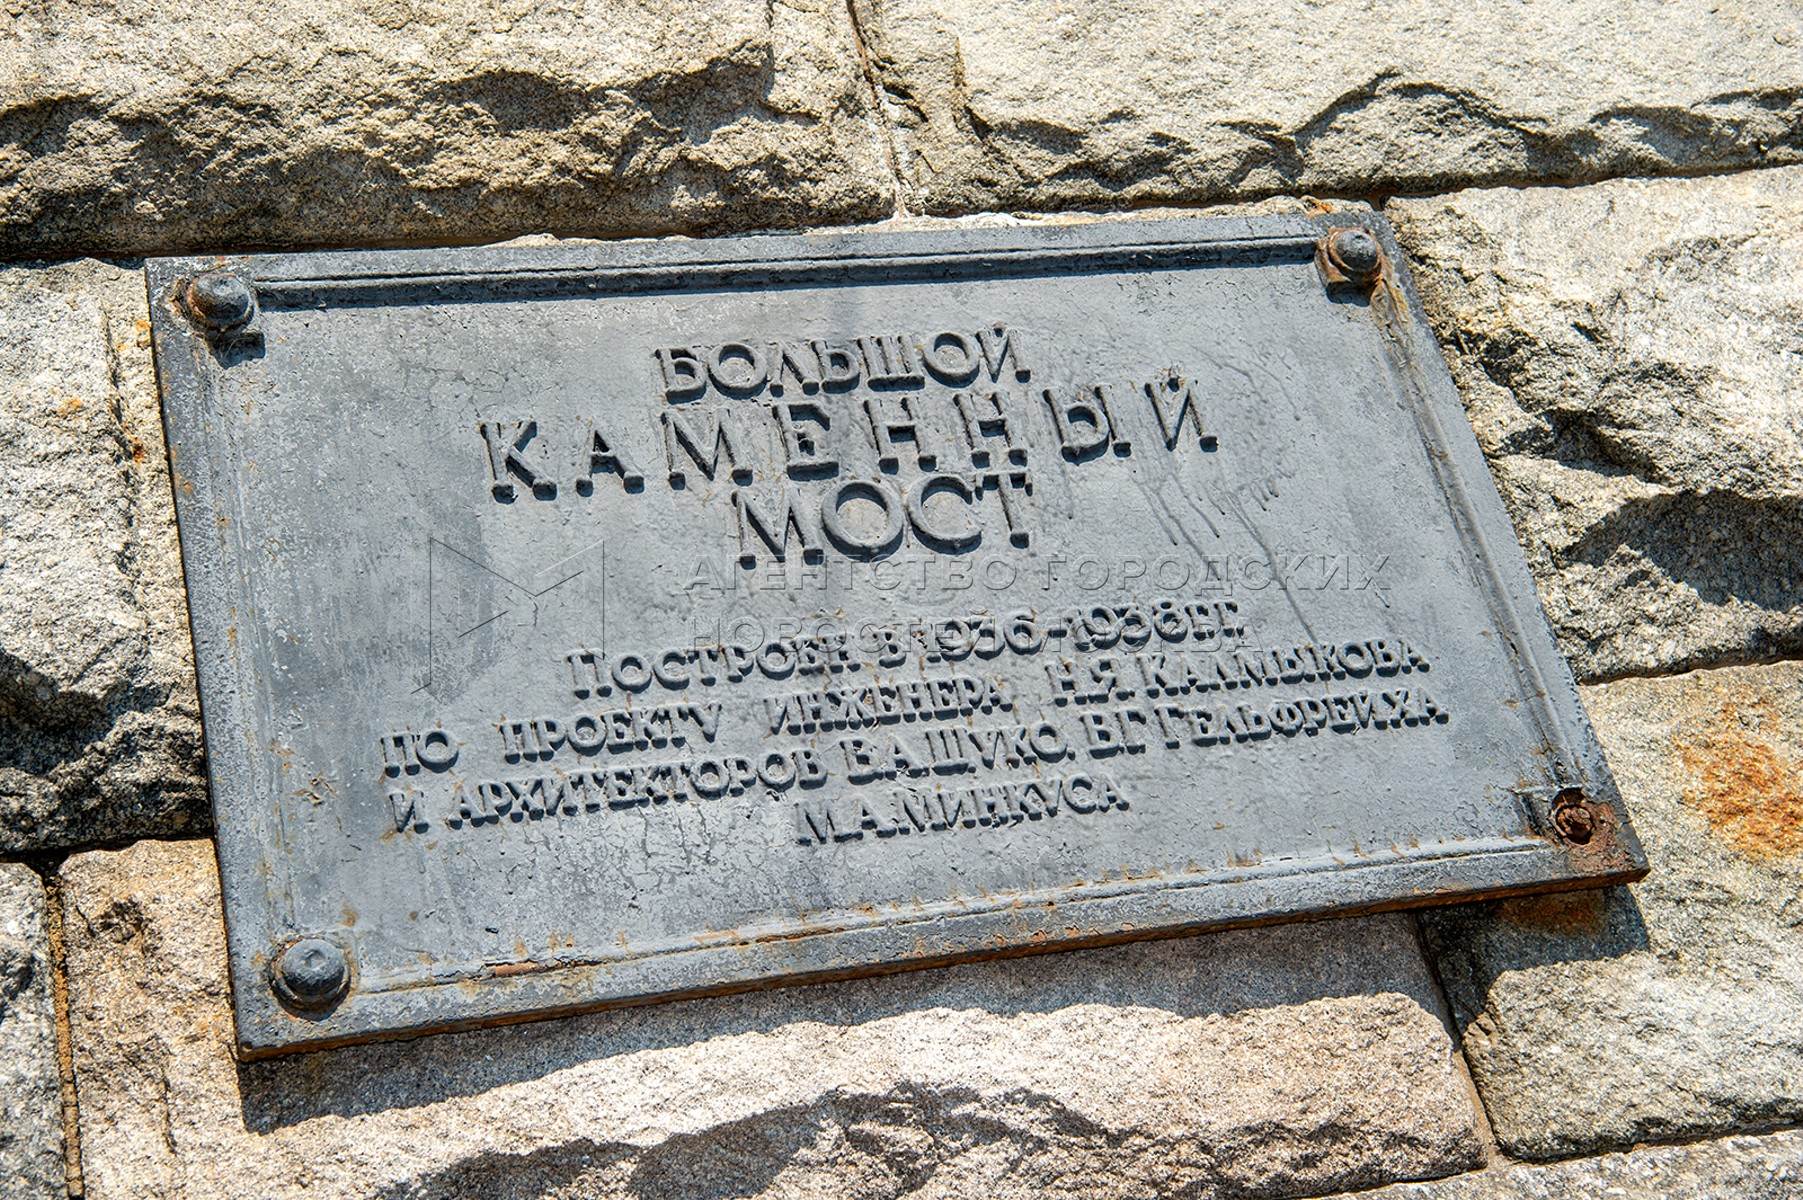 БОЛЬШОЙ
КАМЕННЫЙ
МОСТ
АГЕНТСТВО ГОРОДСКИХ
НОВОСТЕЙ МОСКВА
ПОСТРОЕН В 1936-1938 ГГ.
ПО ПРОЕКТУ ИНЖЕНЕРА Н.Я. КАЛМЫКОВА
И АРХИТЕКТОРОВ В.А.ЩУКО, В.Г. ГЕЛЬФРЕЙХА
М.А.МИНКУСА